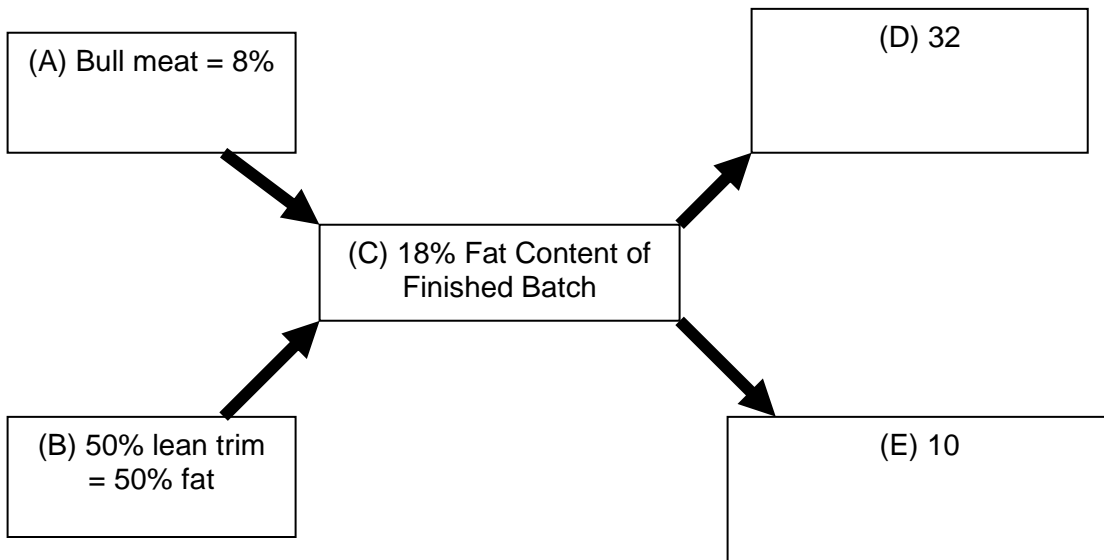 (A) Bull meat = 8%
(D) 32
(C) 18% Fat Content of
Finished Batch
(B) 50% lean trim
= 50% fat
(E) 10